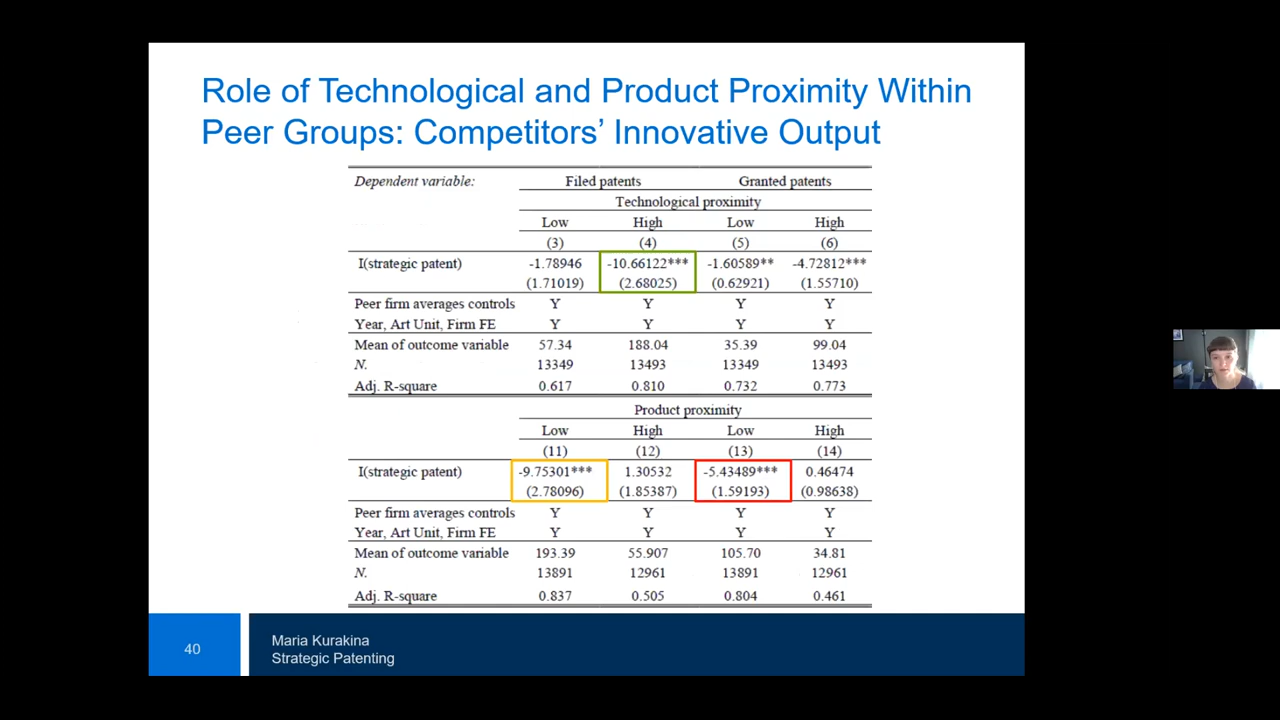 Role of Technological and Product Proximity Within
Peer Groups: Competitors' Innovative Output
Dependent variable: Filed patents Granted patents
Technological proximity
Low High Low High
(3) (4) (5) (6)
I(strategic patent) -1.78946 -10.66122*** -1.60589** -4.72812***
(1.71019) (2.68025) (0.62921) (1.55710)
Peer firm averages controls Y Y Y Y
Year, Art Unit, Firm FE Y Y Y Y
Mean of outcome variable 57.34 188.04 35.39 99.04
N. 13349 13493 13349 13493
Adj. R-square 0.617 0.810 0.732 0.773
Product proximity
Low High Low High
(11) (12) (13) (14)
I(strategic patent) -9.75301*** 1.30532 -5.43489*** 0.46474
(2.78096) (1.85387) (1.59193) (0.98638)
Peer firm averages controls Y Y Y Y
Year, Art Unit, Firm FE Y Y Y Y
Mean of outcome variable 193.39 55.907 105.70 34.81
N. 13891 12961 13891 12961
Adj. R-square 0.837 0.505 0.804 0.461
40
Maria Kurakina
Strategic Patenting